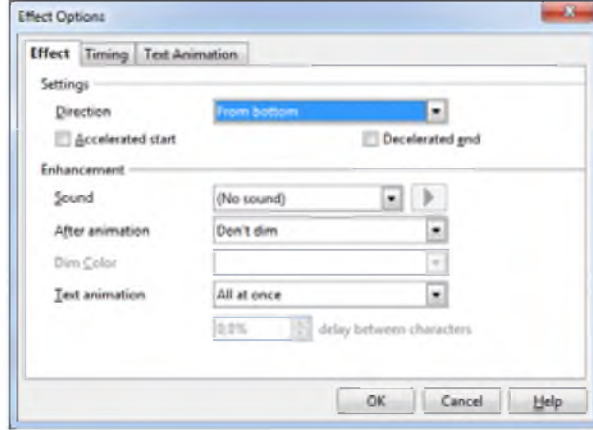 Effect Options
Effect Timing Text Animation
Settings
Direction From bottom
Accelerated start Decelerated end
Enhancement
Sound (No sound)
After animation Don't dim
Dim Color
Text animation All at once
0,0% delay between characters
OK Cancel Help